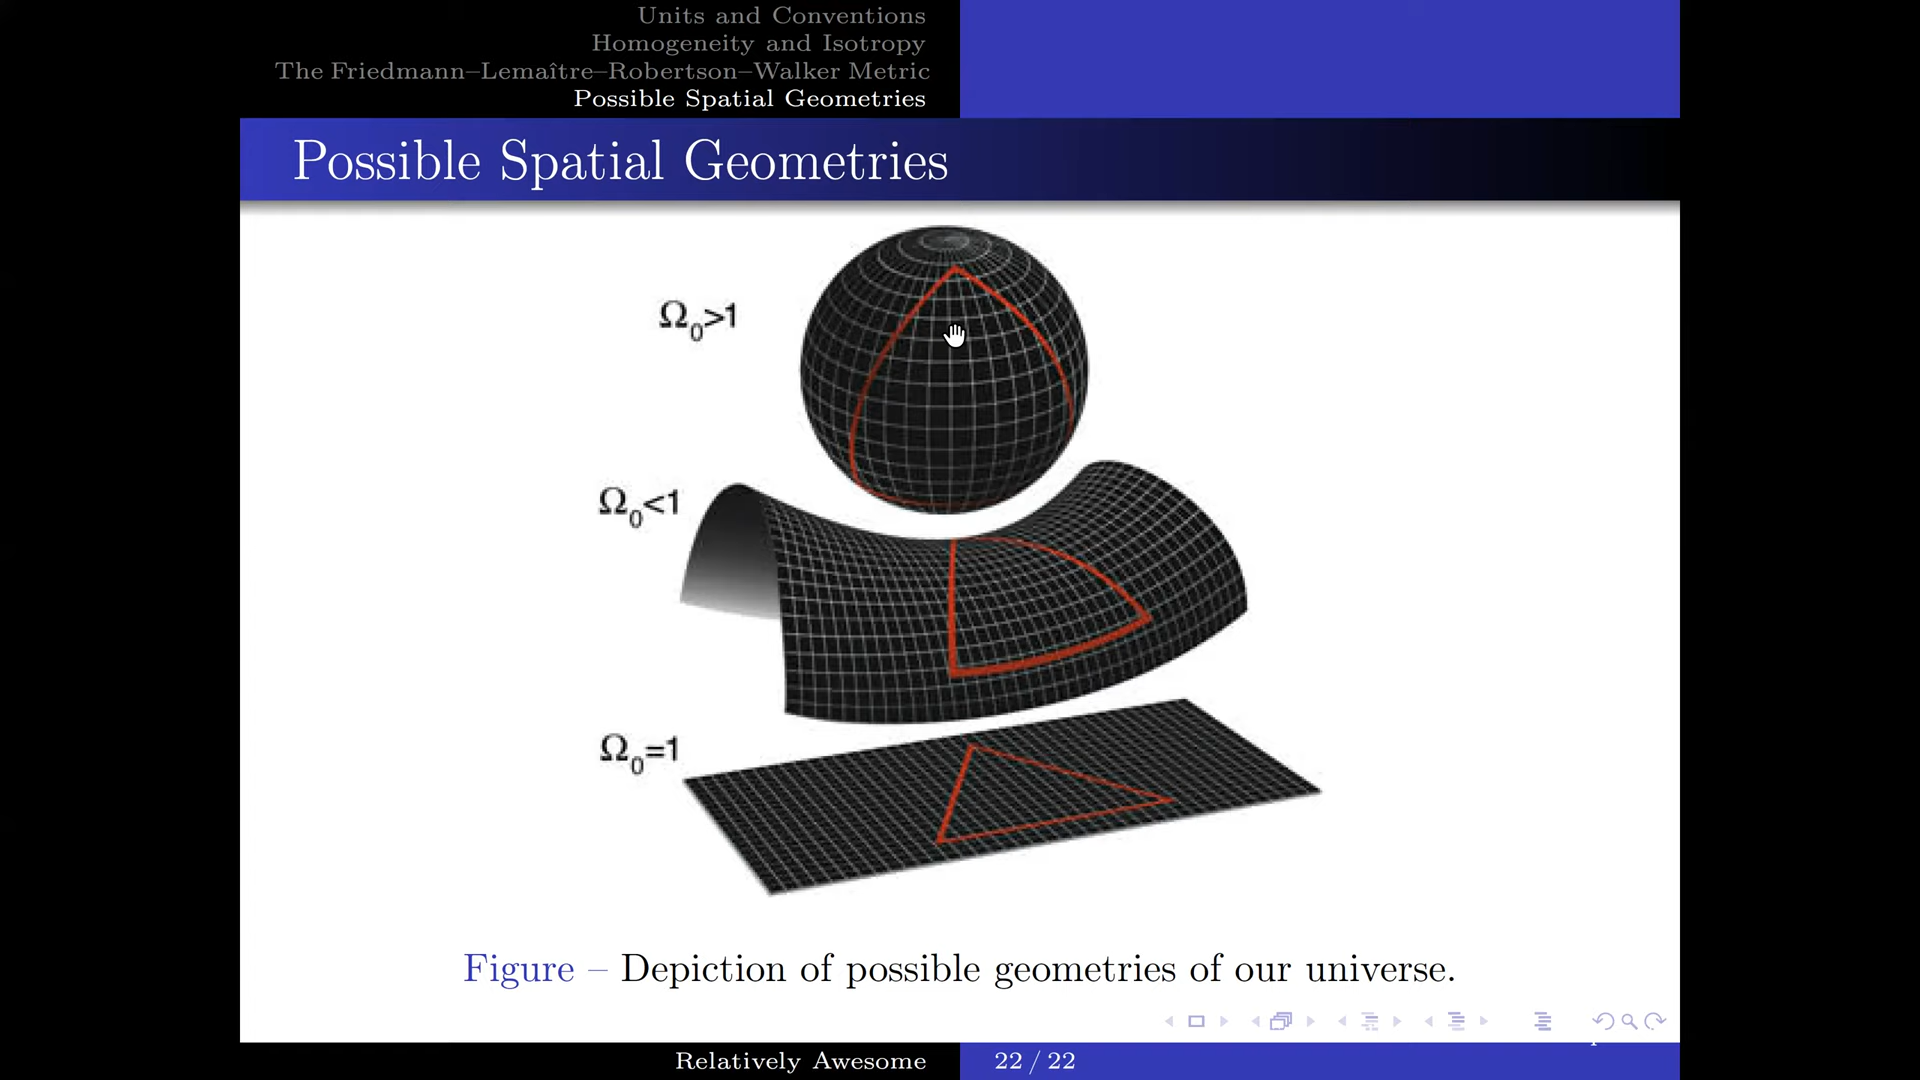 Units and Conventions
Homogeneity and Isotropy
The Friedmann–Lemaître–Robertson–Walker Metric
Possible Spatial Geometries
Possible Spatial Geometries
Ω₀>1
Ω₀<1
Ω₀=1
Figure – Depiction of possible geometries of our universe.
Relatively Awesome 22 / 22